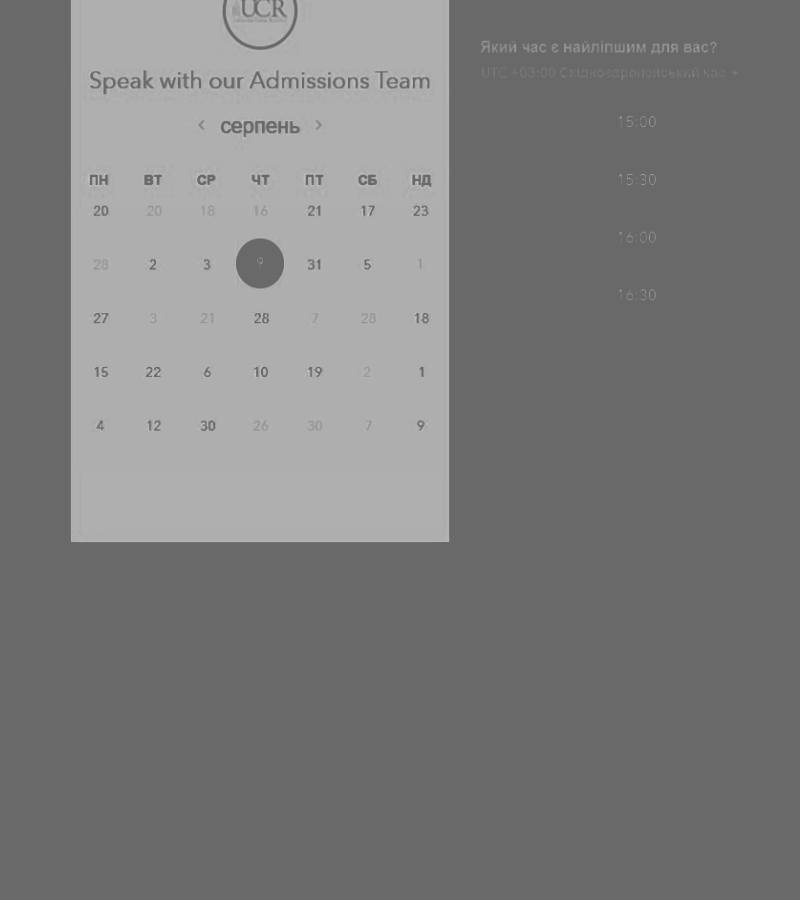 UCR
Speak with our Admissions Team
‹ серпень ›
ПН ВТ СР ЧТ ПТ СБ НД
20 20 18 16 21 17 23
28 2 3 9 31 5 1
27 3 21 28 7 28 18
15 22 6 10 19 2 1
4 12 30 26 30 7 9
Який час є найліпшим для вас?
UTC +03:00 Східноєвропейський час
15:00
15:30
16:00
16:30